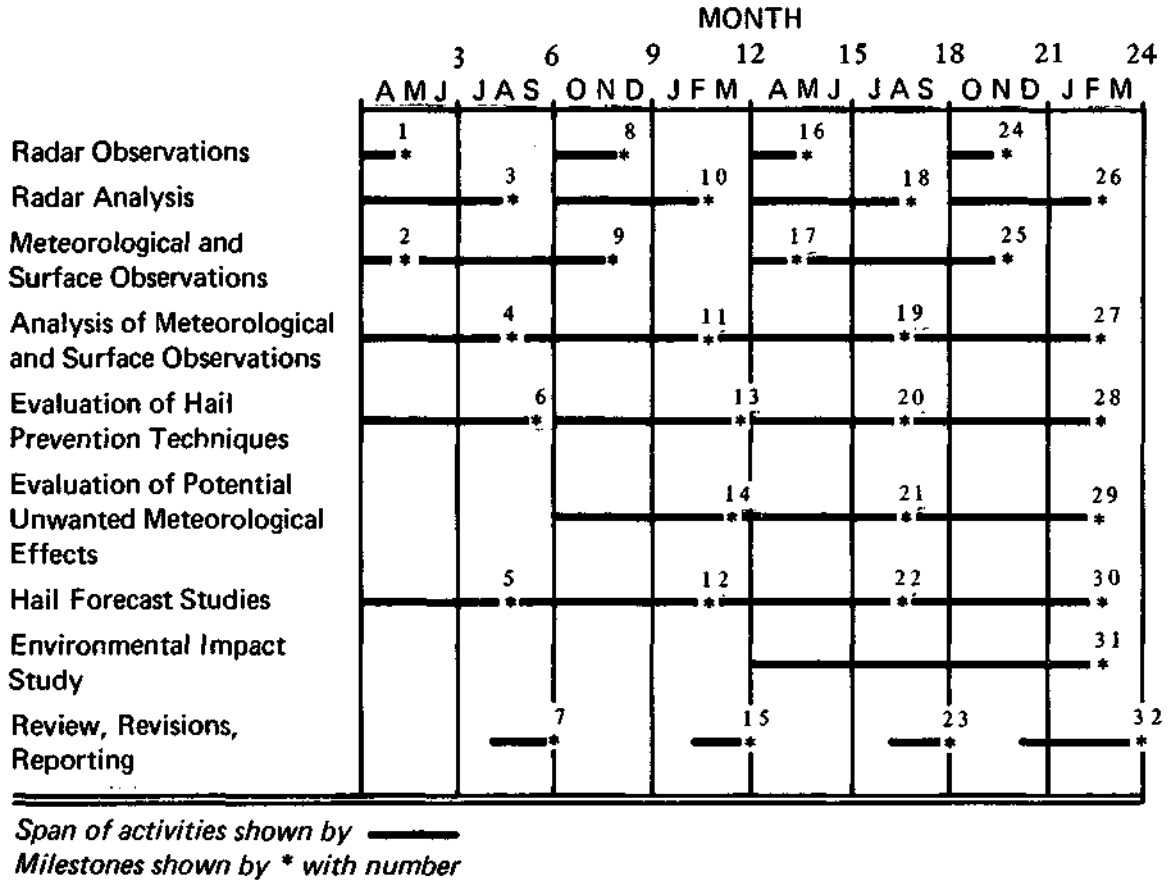 MONTH
3 6 9 12 15 18 21 24
A M J J A S O N D J F M A M J J A S O N D J F M
1 8 16 24
Radar Observations * * * *
3 10 18 26
Radar Analysis * * * *
Meteorological and
2 9 17 25
Surface Observations * * * *
Analysis of Meteorological
4 11 19 27
and Surface Observations * * * *
Evaluation of Hail
6 13 20 28
Prevention Techniques * * * *
Evaluation of Potential
14 21 29
Unwanted Meteorological * * *
Effects
5 12 22 30
Hail Forecast Studies * * * *
Environmental Impact
31
Study *
Review, Revisions,
7 15 23 32
Reporting * * * *
Span of activities shown by
Milestones shown by * with number